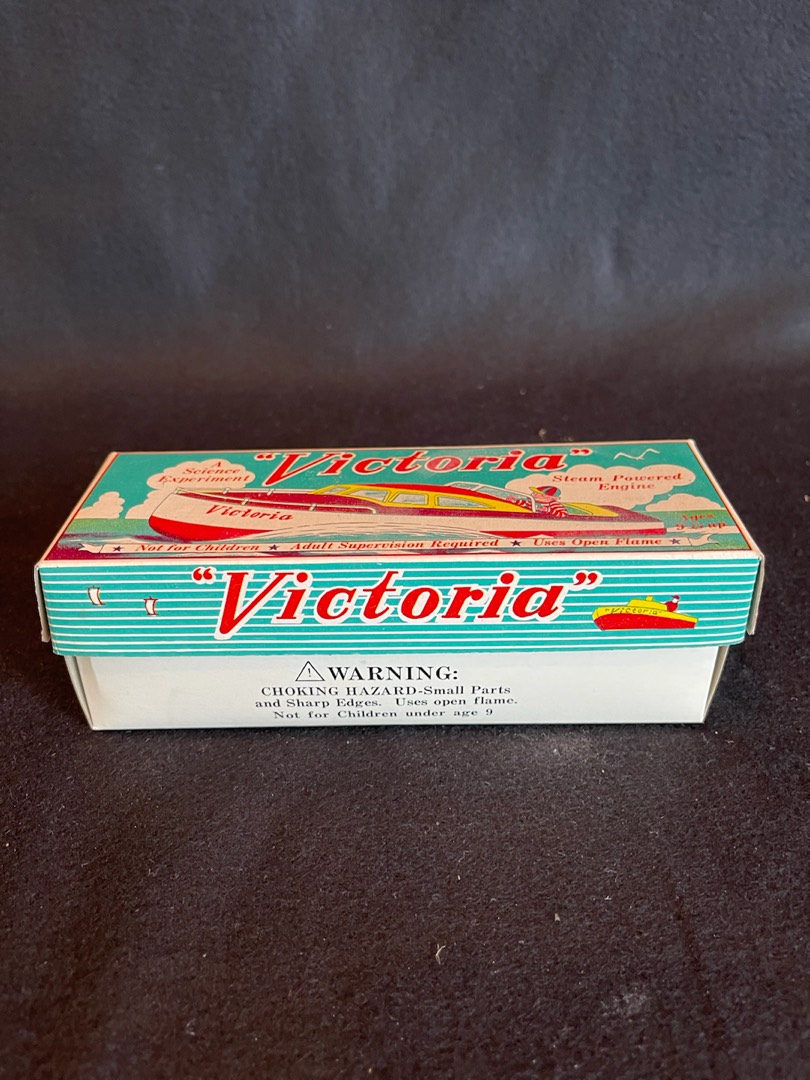 "Victoria"
A
Science
Experiment
Steam Powered
Engine
Victoria
Ages
9 & up
Not for Children ★ Adult Supervision Required ★ Uses Open Flame ★
"Victoria"
"Victoria"
WARNING:
CHOKING HAZARD-Small Parts
and Sharp Edges. Uses open flame.
Not for Children under age 9